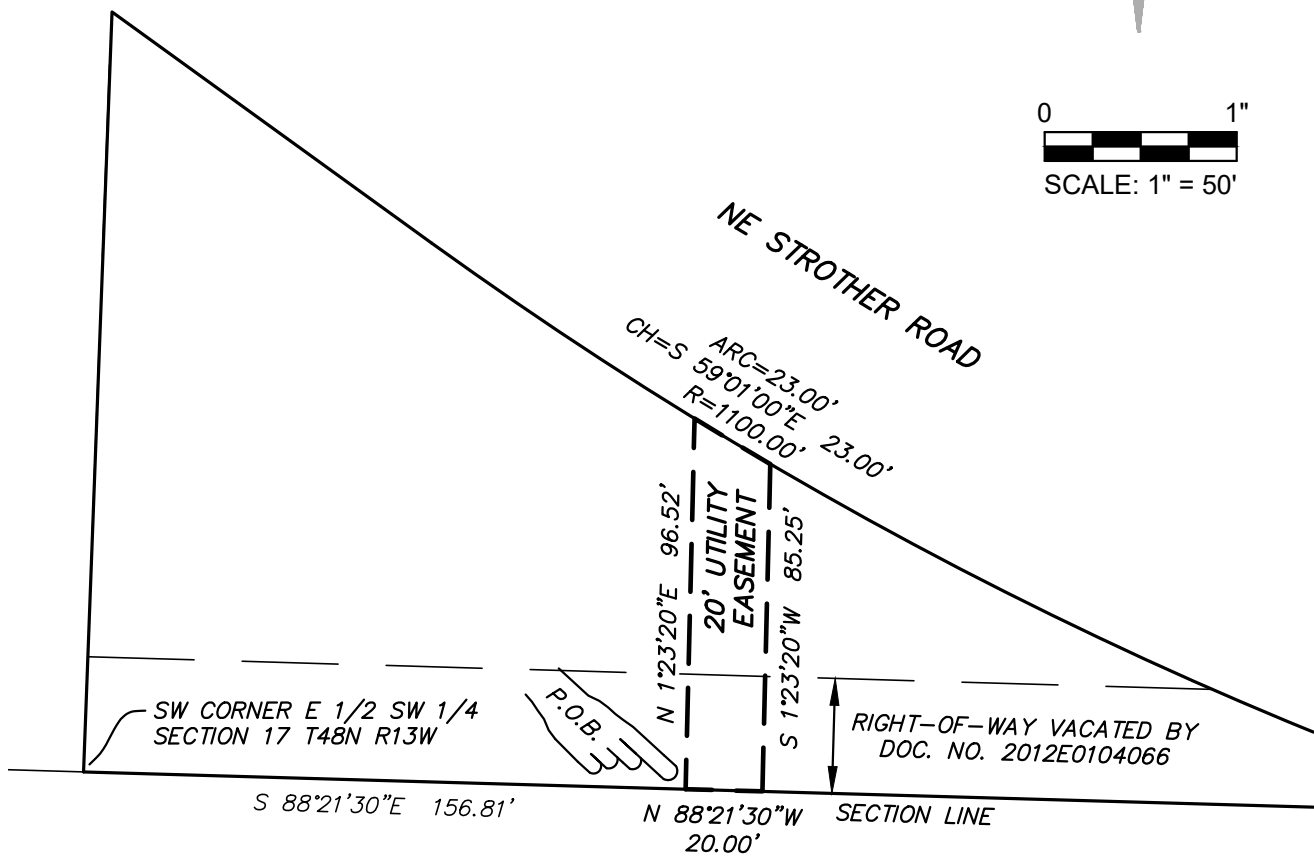 0 1"
SCALE: 1" = 50'
NE STROTHER ROAD
ARC=23.00'
CH=S 59°01'00"E 23.00'
R=1100.00'
N 1°23'20"E 96.52'
20' UTILITY
EASEMENT
S 1°23'20"W 85.25'
SW CORNER E 1/2 SW 1/4
SECTION 17 T48N R13W
P.O.B.
RIGHT-OF-WAY VACATED BY
DOC. NO. 2012E0104066
S 88°21'30"E 156.81'
N 88°21'30"W
20.00'
SECTION LINE